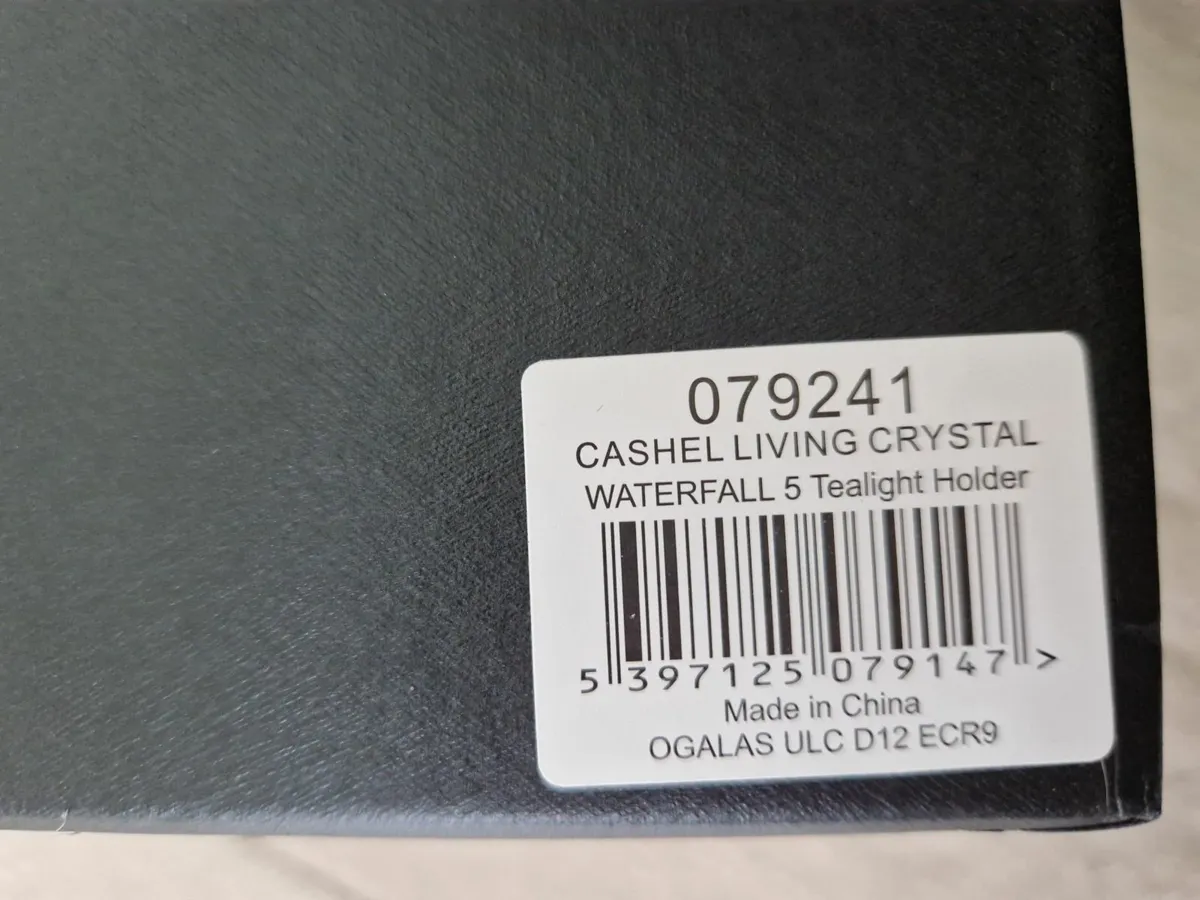 079241
CASHEL LIVING CRYSTAL
WATERFALL 5 Tealight Holder
5 397125 079147 >
Made in China
OGALAS ULC D12 ECR9